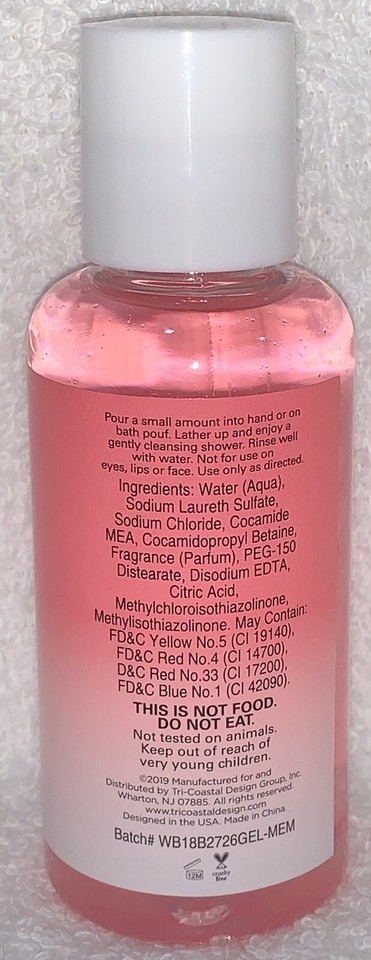 Pour a small amount into hand or on
bath pouf. Lather up and enjoy a
gently cleansing shower. Rinse well
with water. Not for use on
eyes, lips or face. Use only as directed.
Ingredients: Water (Aqua),
Sodium Laureth Sulfate,
Sodium Chloride, Cocamide
MEA, Cocamidopropyl Betaine,
Fragrance (Parfum), PEG-150
Distearate, Disodium EDTA,
Citric Acid,
Methylchloroisothiazolinone,
Methylisothiazolinone. May Contain:
FD&C Yellow No.5 (CI 19140),
FD&C Red No.4 (CI 14700),
D&C Red No.33 (CI 17200),
FD&C Blue No.1 (CI 42090).
THIS IS NOT FOOD.
DO NOT EAT.
Not tested on animals.
Keep out of reach of
very young children.
©2019 Manufactured for and
Distributed by Tri-Coastal Design Group, Inc.
Wharton, NJ 07885. All rights reserved.
www.tricoastaldesign.com
Designed in the USA. Made in China.
Batch# WB18B2726GEL-MEM
12M
cruelty
free